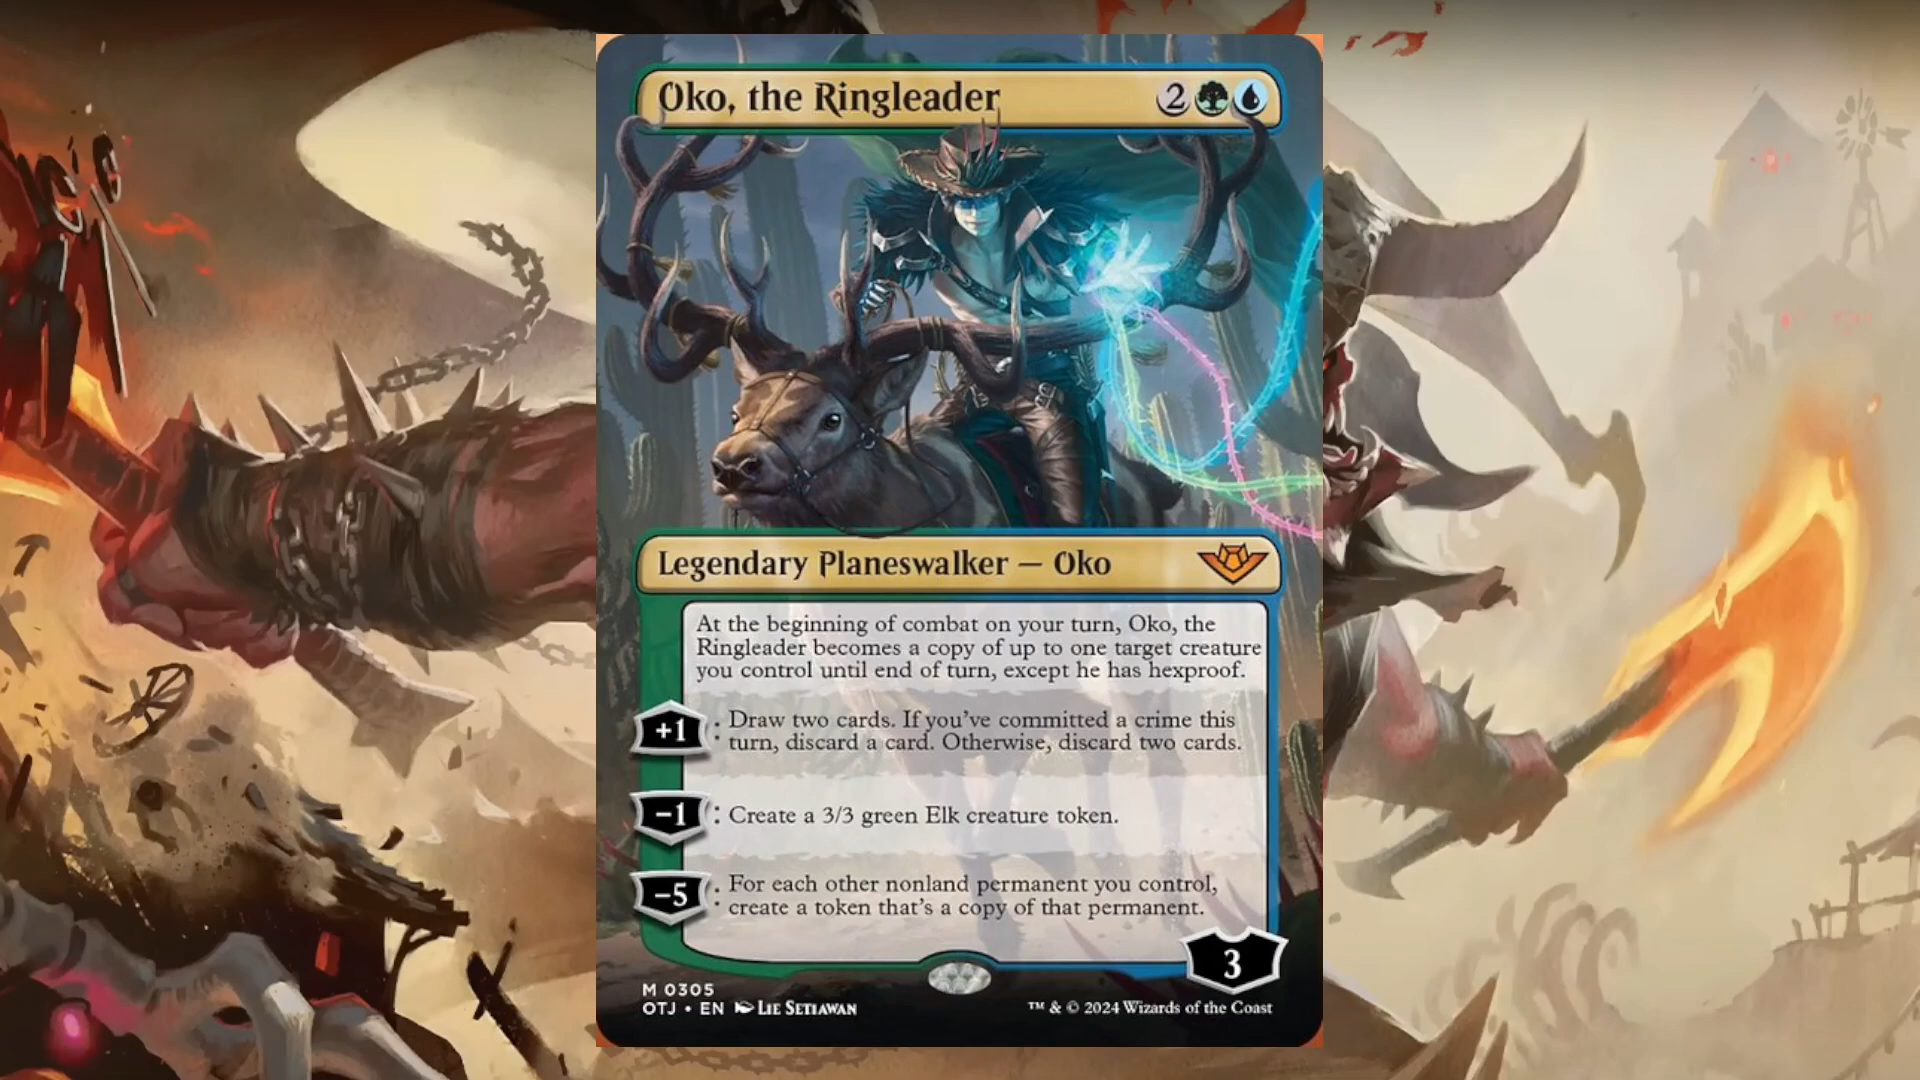 Oko, the Ringleader 2
Legendary Planeswalker — Oko
At the beginning of combat on your turn, Oko, the
Ringleader becomes a copy of up to one target creature
you control until end of turn, except he has hexproof.
+1: Draw two cards. If you've committed a crime this
turn, discard a card. Otherwise, discard two cards.
−1: Create a 3/3 green Elk creature token.
−5: For each other nonland permanent you control,
create a token that's a copy of that permanent.
3
M 0305
OTJ • EN Lie Setiawan
™ & © 2024 Wizards of the Coast